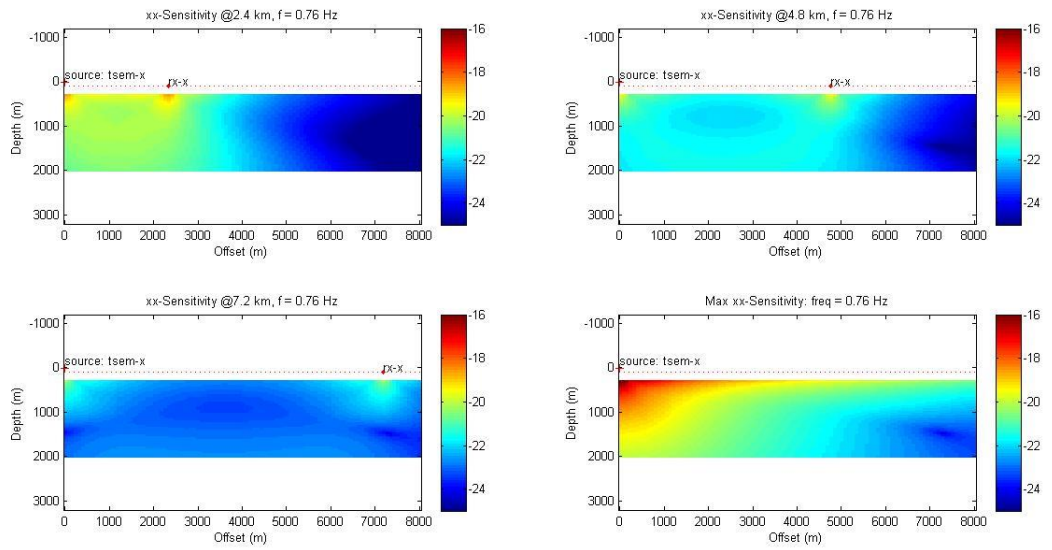 xx-Sensitivity @2.4 km, f = 0.76 Hz
-1000
0
1000
2000
3000
Depth (m)
source: tsem-x
rx-x
0 1000 2000 3000 4000 5000 6000 7000 8000
Offset (m)
-16
-18
-20
-22
-24
xx-Sensitivity @4.8 km, f = 0.76 Hz
-1000
0
1000
2000
3000
Depth (m)
source: tsem-x
rx-x
0 1000 2000 3000 4000 5000 6000 7000 8000
Offset (m)
-16
-18
-20
-22
-24
xx-Sensitivity @7.2 km, f = 0.76 Hz
-1000
0
1000
2000
3000
Depth (m)
source: tsem-x
rx-x
0 1000 2000 3000 4000 5000 6000 7000 8000
Offset (m)
-16
-18
-20
-22
-24
Max xx-Sensitivity: freq = 0.76 Hz
-1000
0
1000
2000
3000
Depth (m)
source: tsem-x
0 1000 2000 3000 4000 5000 6000 7000 8000
Offset (m)
-16
-18
-20
-22
-24